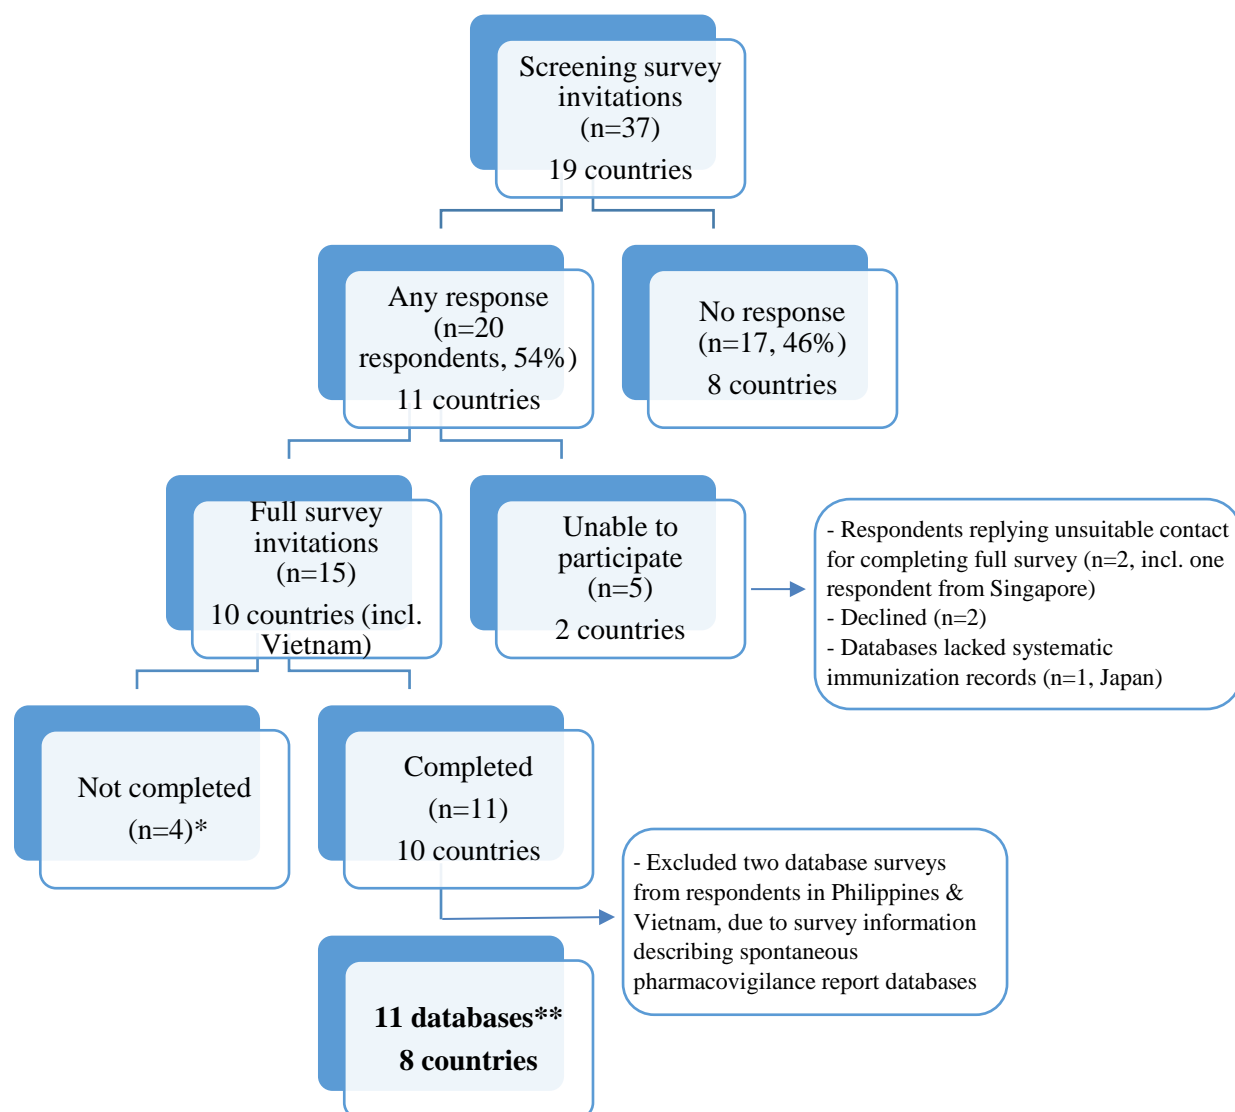 Screening survey
invitations
(n=37)
19 countries
Any response
(n=20
respondents, 54%)
11 countries
No response
(n=17, 46%)
8 countries
Full survey
invitations
(n=15)
10 countries (incl.
Vietnam)
Unable to
participate
(n=5)
2 countries
- Respondents replying unsuitable contact
for completing full survey (n=2, incl. one
respondent from Singapore)
- Declined (n=2)
- Databases lacked systematic
immunization records (n=1, Japan)
Not completed
(n=4)*
Completed
(n=11)
10 countries
- Excluded two database surveys
from respondents in Philippines &
Vietnam, due to survey information
describing spontaneous
pharmacovigilance report databases
11 databases**
8 countries